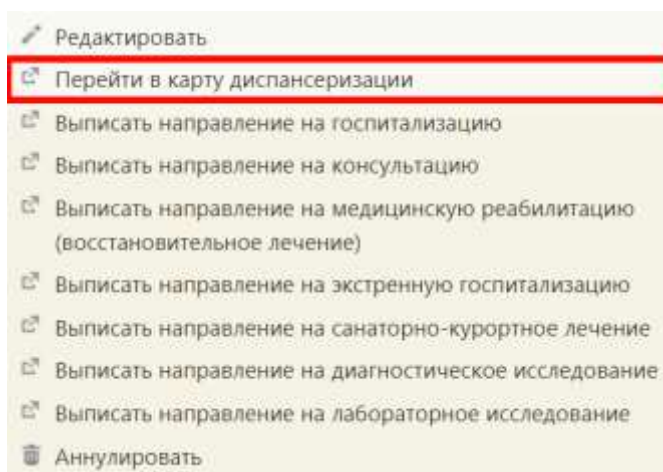 Редактировать
Перейти в карту диспансеризации
Выписать направление на госпитализацию
Выписать направление на консультацию
Выписать направление на медицинскую реабилитацию
(восстановительное лечение)
Выписать направление на экстренную госпитализацию
Выписать направление на санаторно-курортное лечение
Выписать направление на диагностическое исследование
Выписать направление на лабораторное исследование
Аннулировать